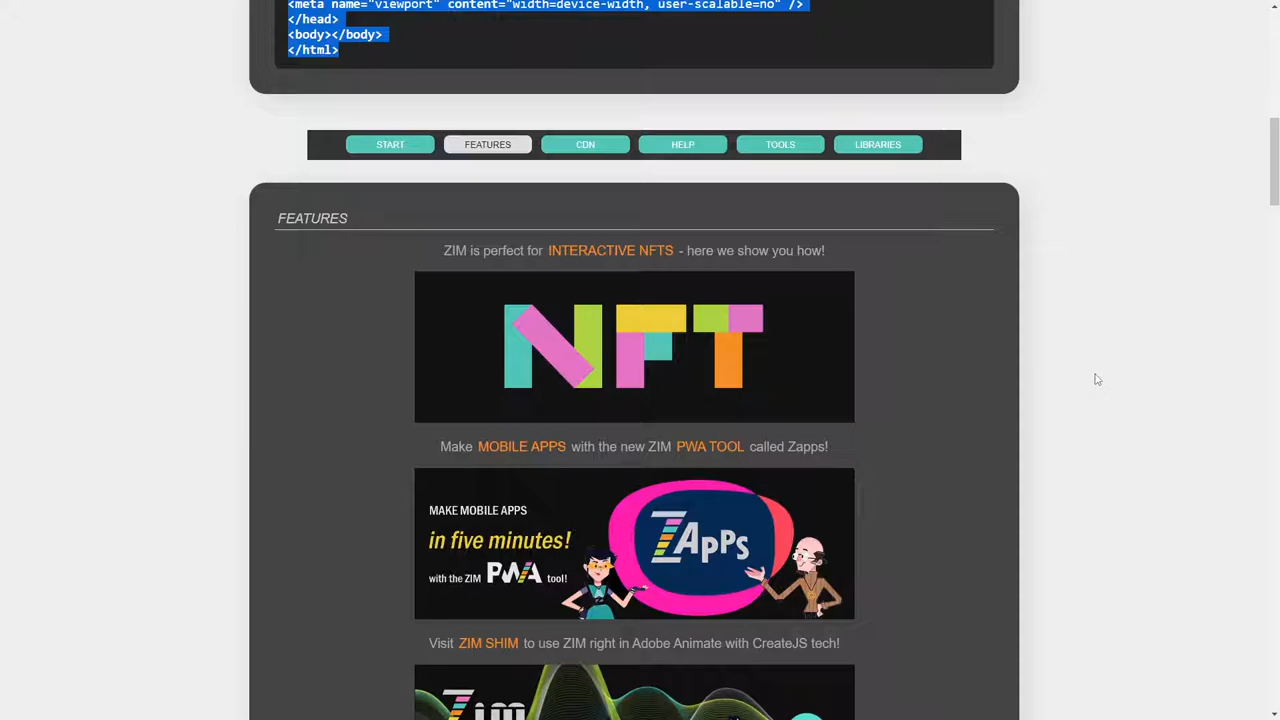 <meta name="viewport" content="width=device-width, user-scalable=no" />
</head>
<body></body>
</html>
START FEATURES CDN HELP TOOLS LIBRARIES
FEATURES
ZIM is perfect for INTERACTIVE NFTS - here we show you how!
NFT
Make MOBILE APPS with the new ZIM PWA TOOL called Zapps!
MAKE MOBILE APPS
in five minutes!
with the ZIM PWA tool!
ZApps
Visit ZIM SHIM to use ZIM right in Adobe Animate with CreateJS tech!
Zim